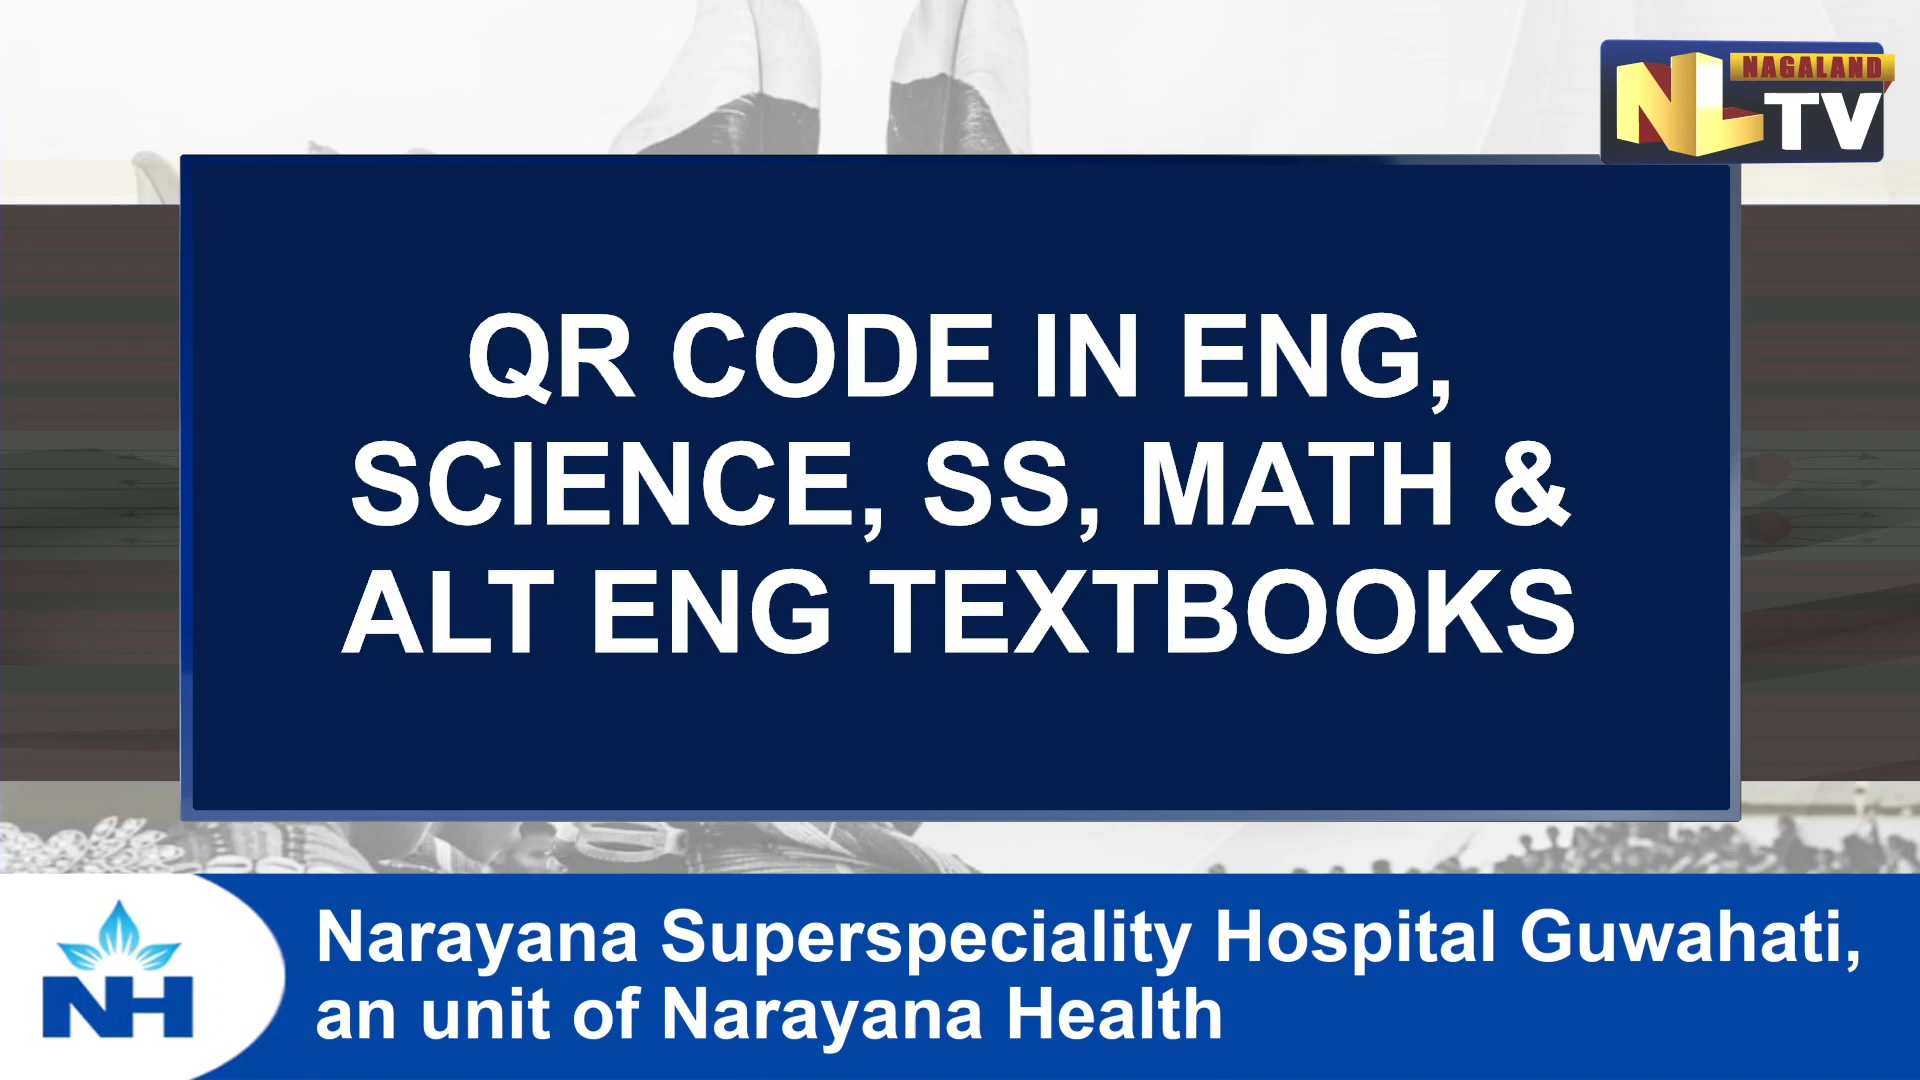 NAGALAND
NL TV
QR CODE IN ENG,
SCIENCE, SS, MATH &
ALT ENG TEXTBOOKS
NH
Narayana Superspeciality Hospital Guwahati,
an unit of Narayana Health